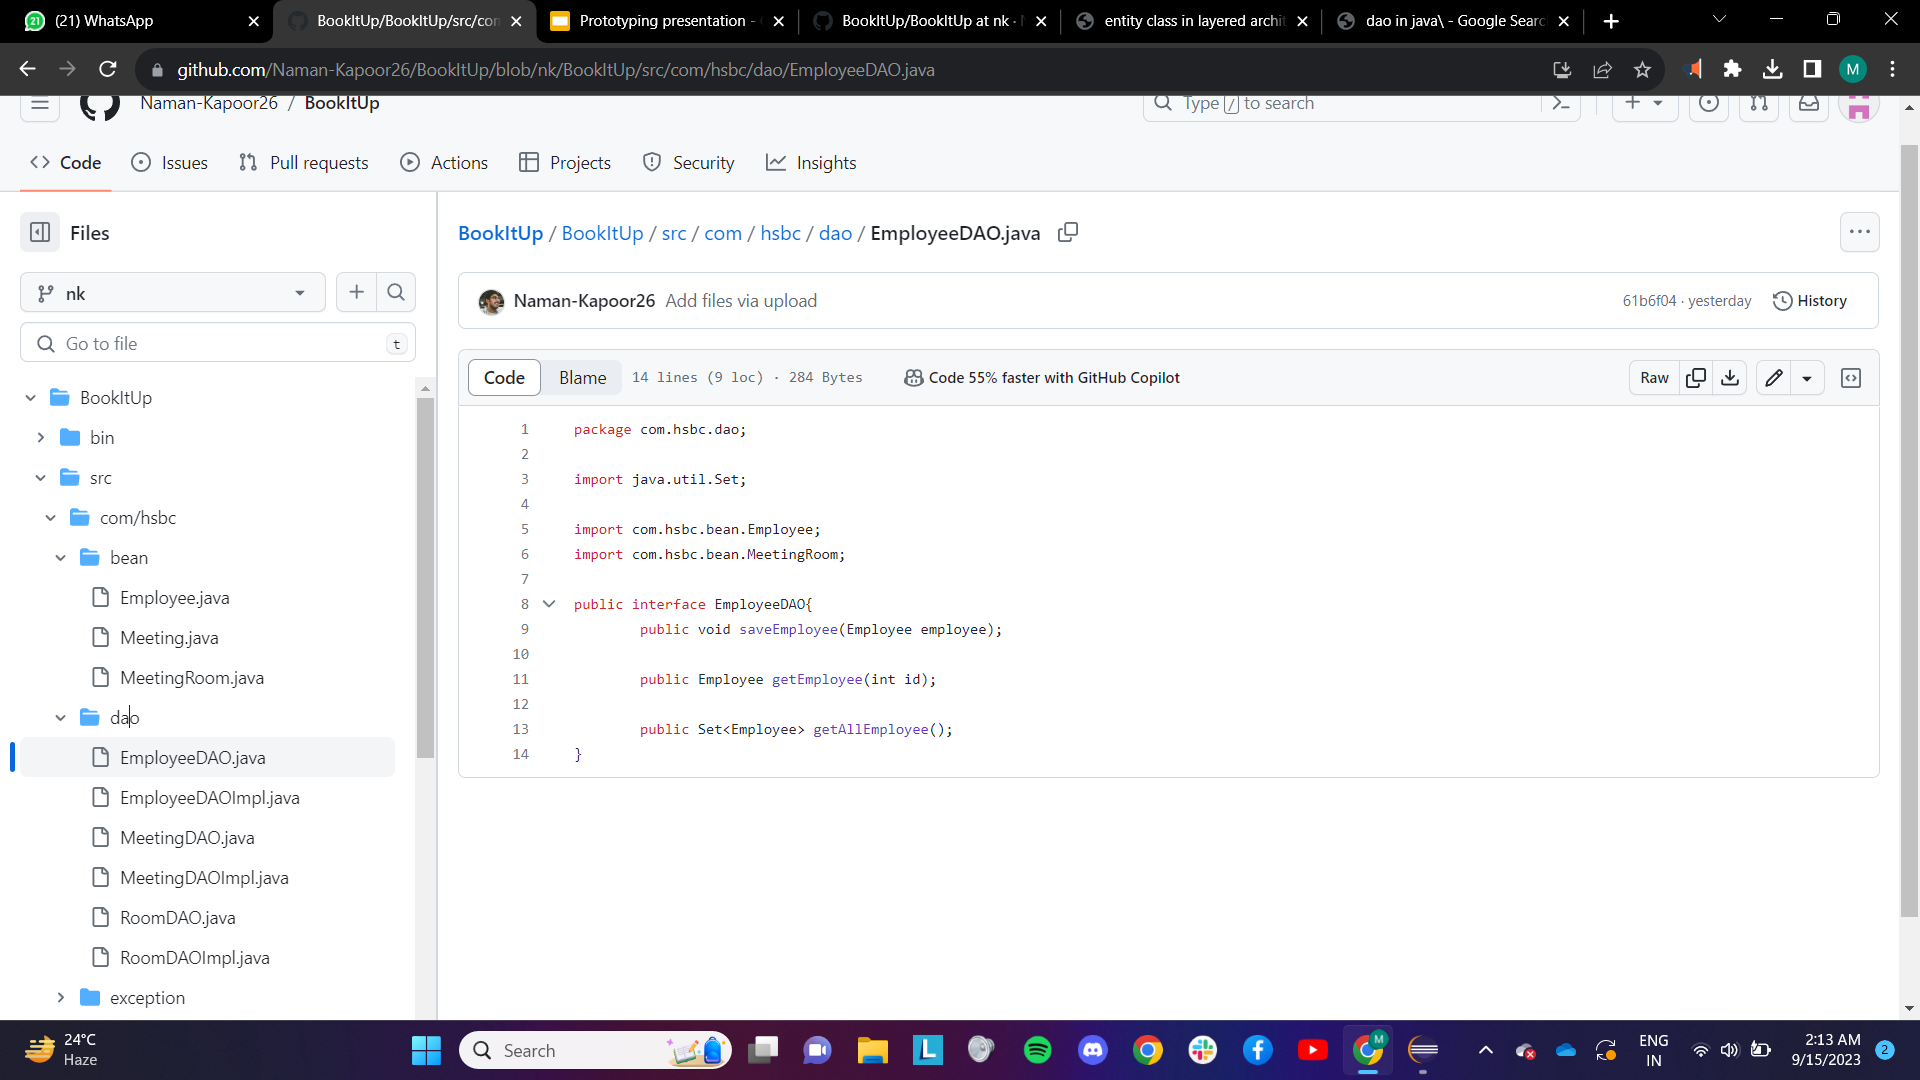 (21) WhatsApp
BookItUp/BookItUp/src/com
Prototyping presentation -
BookItUp/BookItUp at nk ·
entity class in layered archit
dao in java\ - Google Searc
github.com/Naman-Kapoor26/BookItUp/blob/nk/BookItUp/src/com/hsbc/dao/EmployeeDAO.java
M
Naman-Kapoor26 / BookItUp
Type / to search
Code
Issues
Pull requests
Actions
Projects
Security
Insights
Files
BookItUp / BookItUp / src / com / hsbc / dao / EmployeeDAO.java
nk
Naman-Kapoor26 Add files via upload
61b6f04 · yesterday
History
Go to file
t
Code
Blame
14 lines (9 loc) · 284 Bytes
Code 55% faster with GitHub Copilot
Raw
BookItUp
bin
src
com/hsbc
bean
Employee.java
Meeting.java
MeetingRoom.java
dao
EmployeeDAO.java
EmployeeDAOImpl.java
MeetingDAO.java
MeetingDAOImpl.java
RoomDAO.java
RoomDAOImpl.java
exception
1 package com.hsbc.dao;
2
3 import java.util.Set;
4
5 import com.hsbc.bean.Employee;
6 import com.hsbc.bean.MeetingRoom;
7
8 public interface EmployeeDAO{
9 public void saveEmployee(Employee employee);
10
11 public Employee getEmployee(int id);
12
13 public Set<Employee> getAllEmployee();
14 }
24°C
Haze
Search
L
M
ENG
IN
2:13 AM
9/15/2023
2